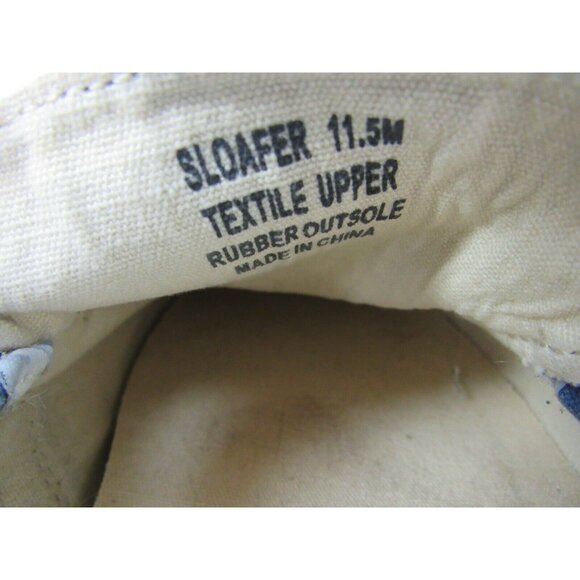 SLOAFER 11.5M
TEXTILE UPPER
RUBBER OUTSOLE
MADE IN CHINA